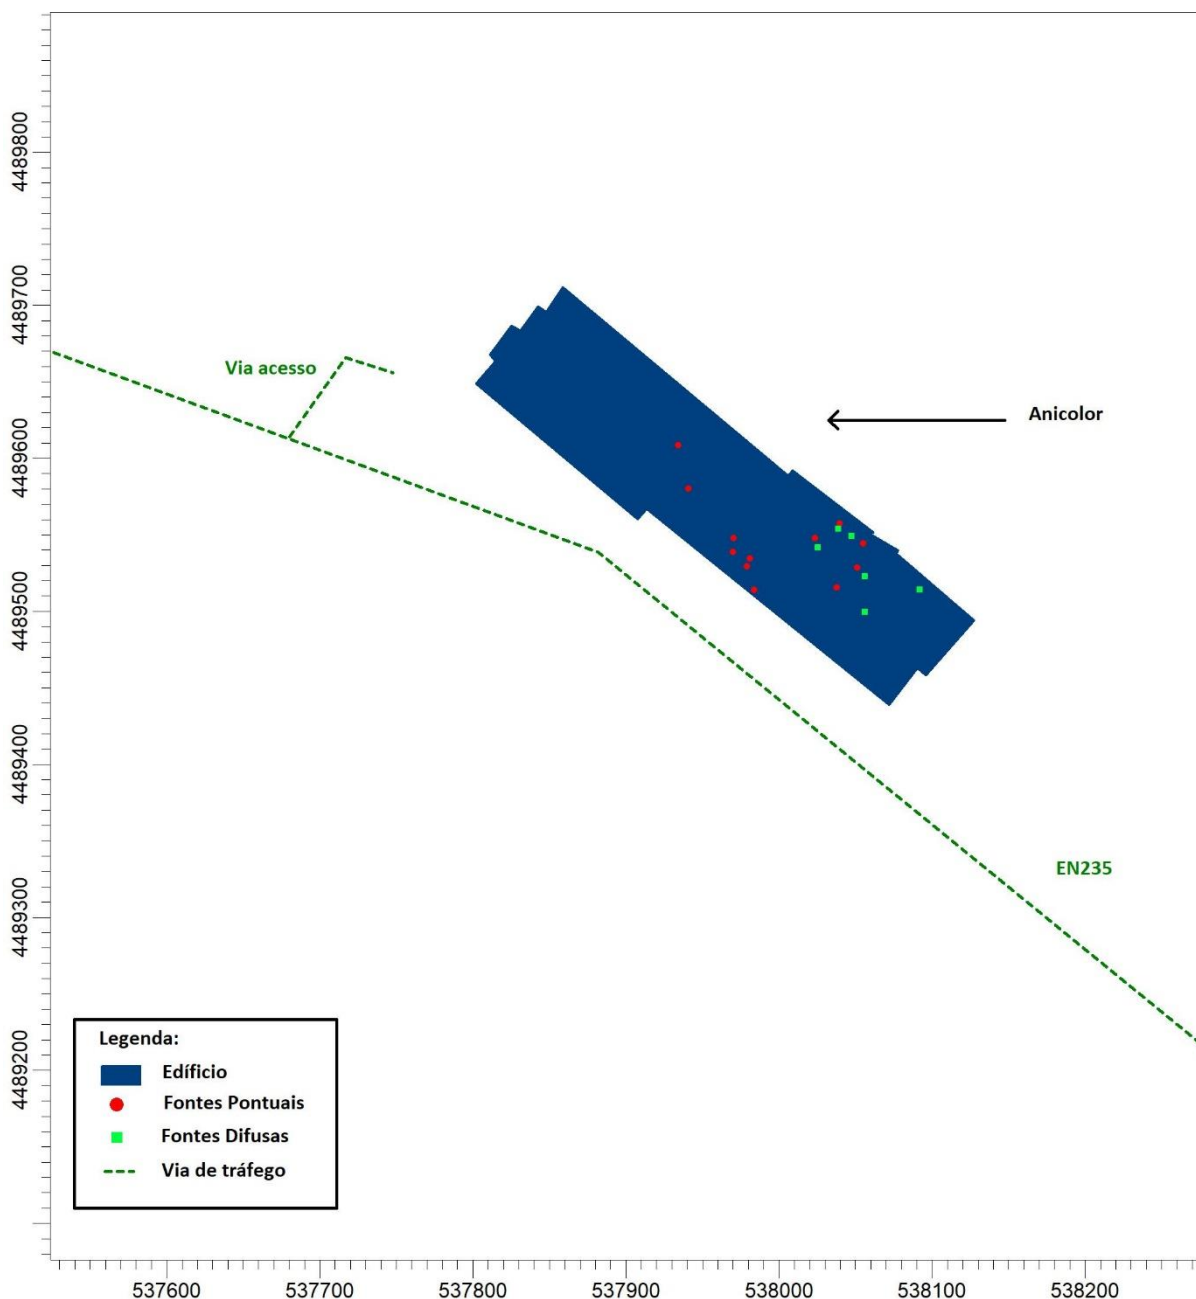 4489800
4489700
4489600
4489500
4489400
4489300
4489200
Via acesso
Anicolor
EN235
Legenda:
Edíficio
Fontes Pontuais
Fontes Difusas
Via de tráfego
537600 537700 537800 537900 538000 538100 538200